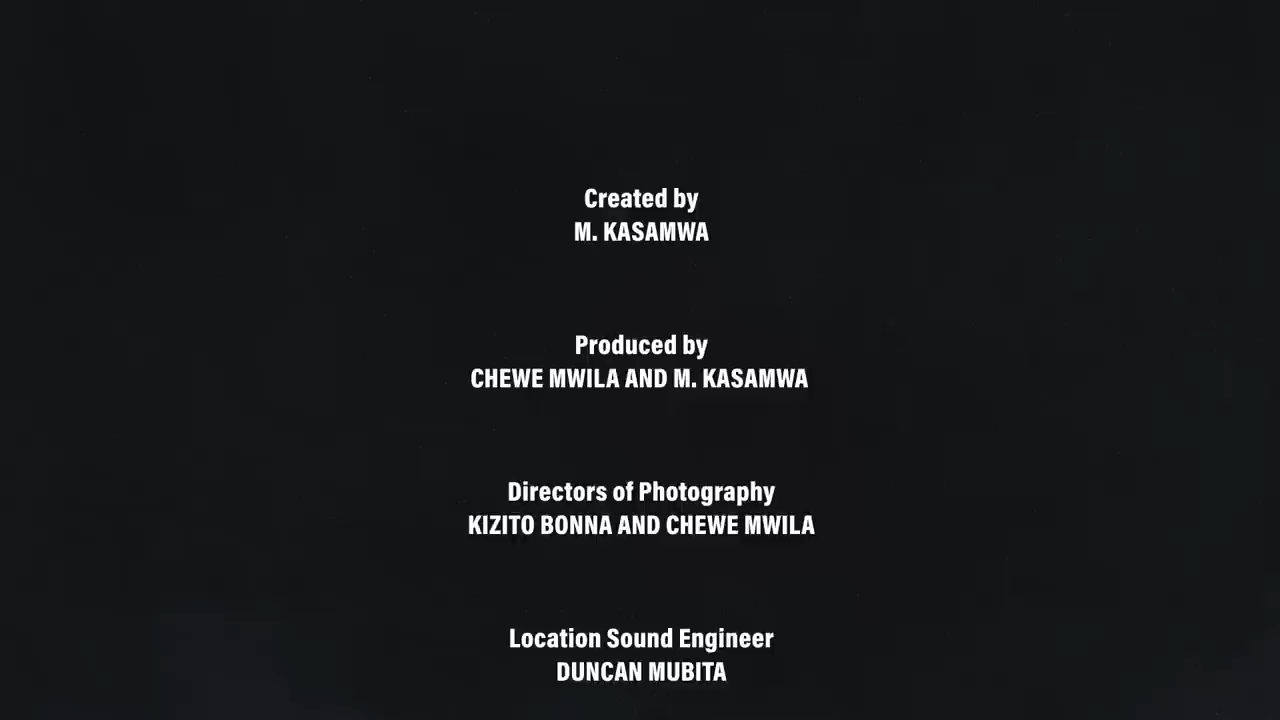 Created by
M. KASAMWA
Produced by
CHEWE MWILA AND M. KASAMWA
Directors of Photography
KIZITO BONNA AND CHEWE MWILA
Location Sound Engineer
DUNCAN MUBITA